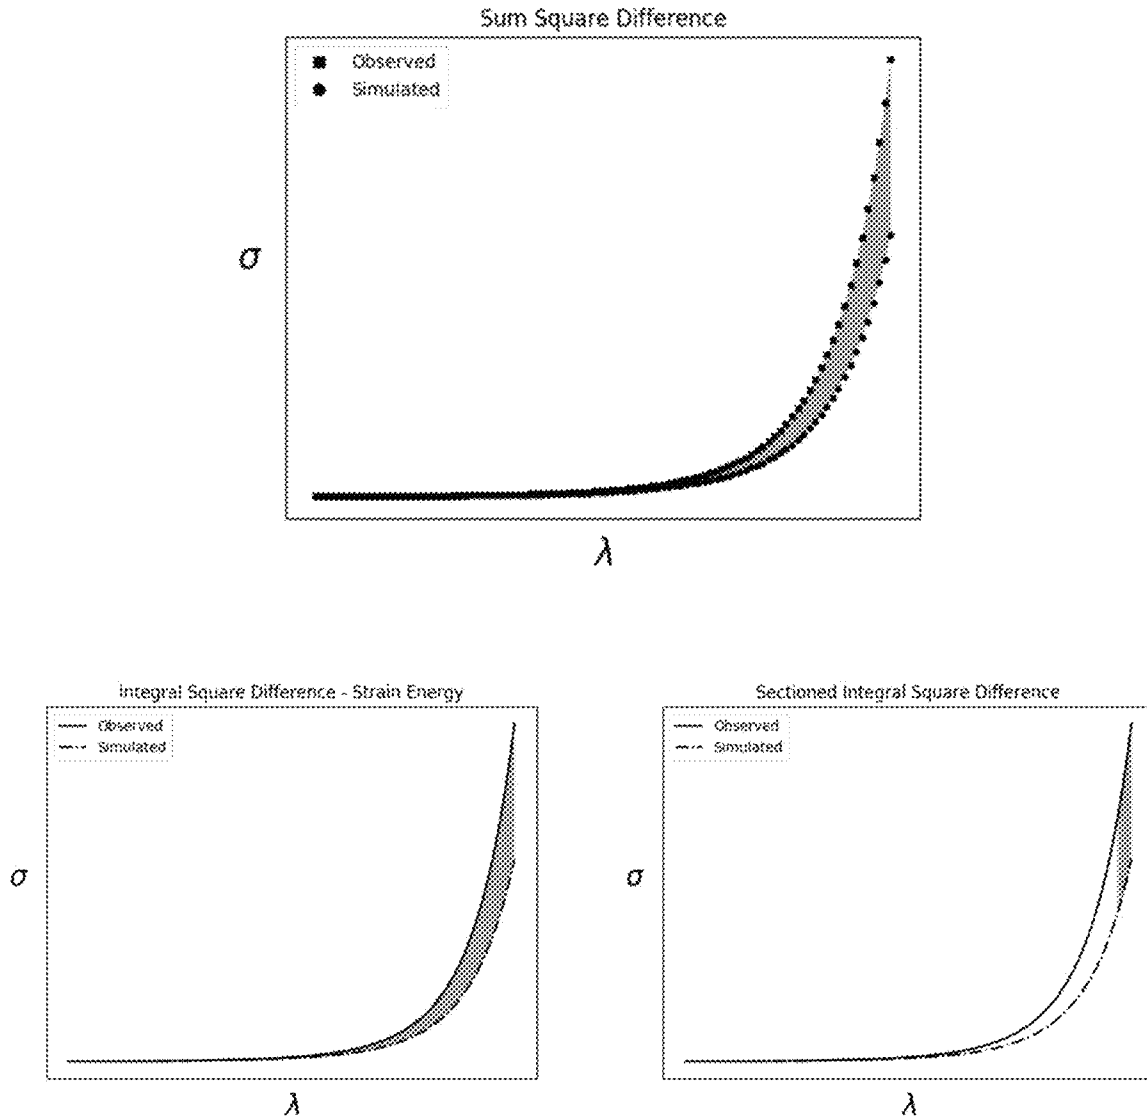 Sum Square Difference
Observed
Simulated
σ
λ
Integral Square Difference - Strain Energy
Observed
Simulated
σ
λ
Sectioned Integral Square Difference
Observed
Simulated
σ
λ